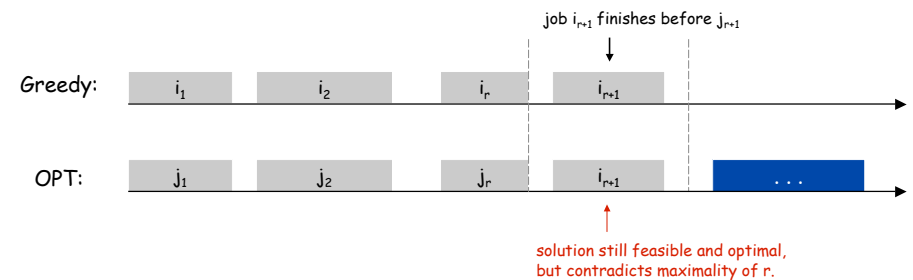 job i_{r+1} finishes before j_{r+1}
Greedy: i_1 i_2 i_r i_{r+1}
OPT: j_1 j_2 j_r i_{r+1} . . .
solution still feasible and optimal,
but contradicts maximality of r.